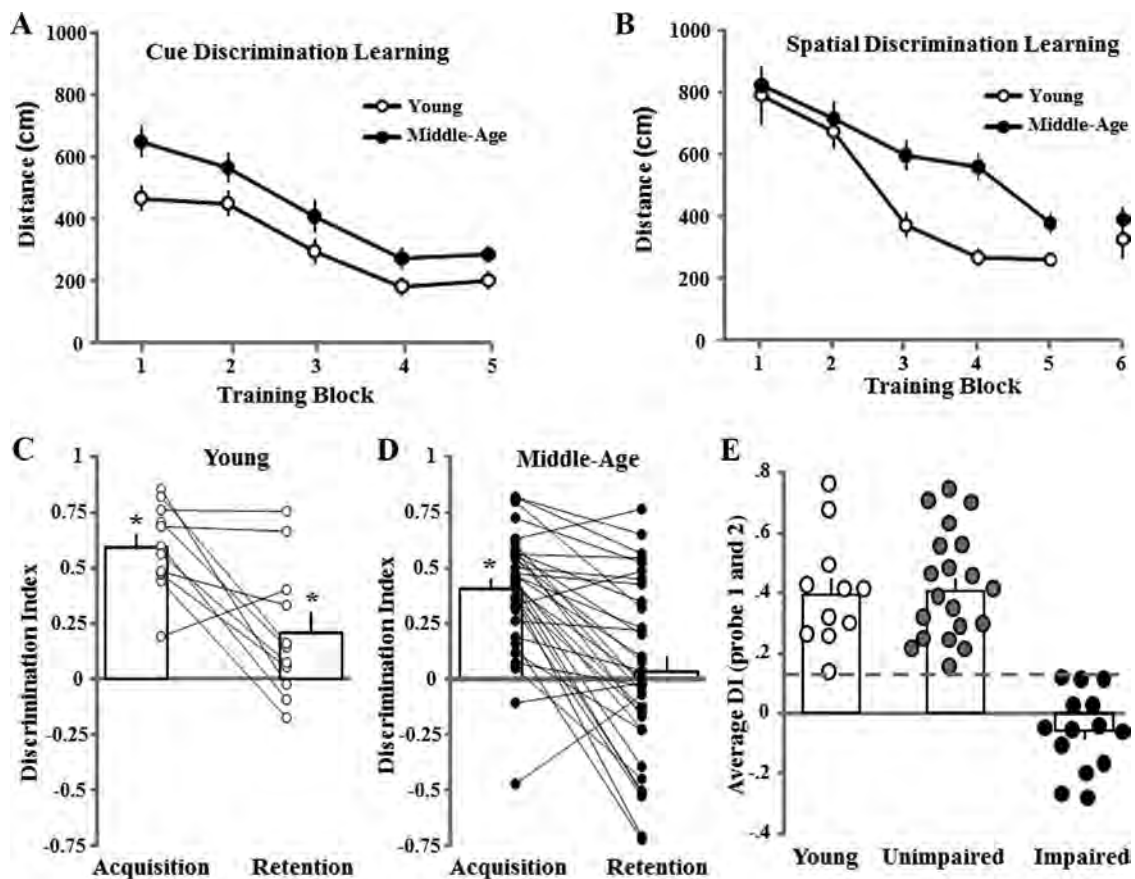 A
Cue Discrimination Learning
Young
Middle-Age
Distance (cm)
1000
800
600
400
200
0
1 2 3 4 5
Training Block
B
Spatial Discrimination Learning
Young
Middle-Age
Distance (cm)
1000
800
600
400
200
0
1 2 3 4 5 6
Training Block
C
Young
Discrimination Index
1
0.75
0.5
0.25
0
0.25
-0.5
-0.75
* *
Acquisition Retention
D
Middle-Age
Discrimination Index
1
0.75
0.5
0.25
0
0.25
-0.5
-0.75
*
Acquisition Retention
E
Average DI (probe 1 and 2)
.8
.6
.4
.2
0
-.2
-.4
Young Unimpaired Impaired